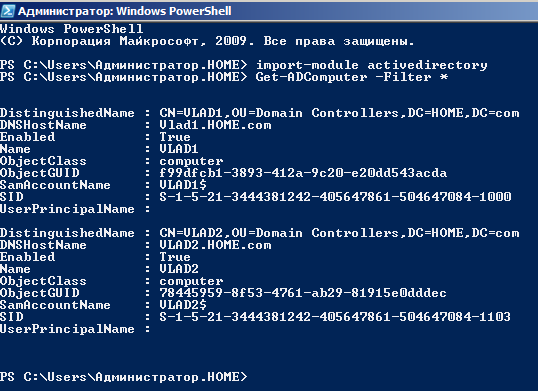 Администратор: Windows PowerShell
Windows PowerShell
(C) Корпорация Майкрософт, 2009. Все права защищены.
PS C:\Users\Администратор.HOME> import-module activedirectory
PS C:\Users\Администратор.HOME> Get-ADComputer -Filter *
DistinguishedName : CN=VLAD1,OU=Domain Controllers,DC=HOME,DC=com
DNSHostName : Vlad1.HOME.com
Enabled : True
Name : VLAD1
ObjectClass : computer
ObjectGUID : f99dfcb1-3893-412a-9c20-e20dd543acda
SamAccountName : VLAD1$
SID : S-1-5-21-3444381242-405647861-504647084-1000
UserPrincipalName :
DistinguishedName : CN=VLAD2,OU=Domain Controllers,DC=HOME,DC=com
DNSHostName : VLAD2.HOME.com
Enabled : True
Name : VLAD2
ObjectClass : computer
ObjectGUID : 78445959-8f53-4761-ab29-81915e0dddec
SamAccountName : VLAD2$
SID : S-1-5-21-3444381242-405647861-504647084-1103
UserPrincipalName :
PS C:\Users\Администратор.HOME>